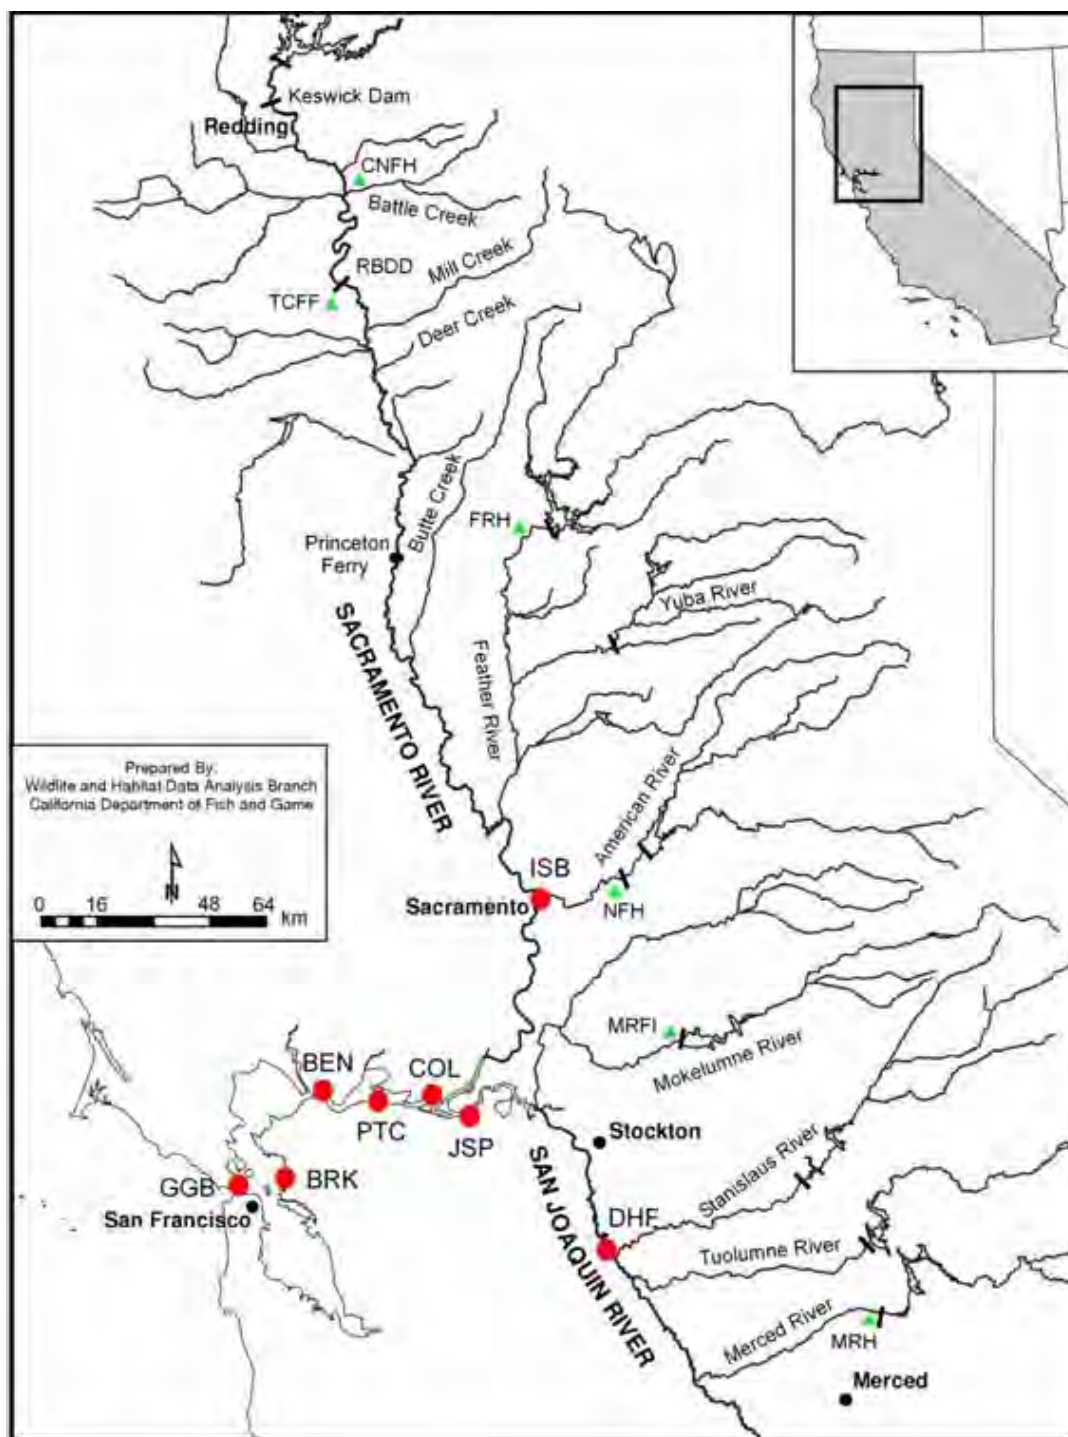 Keswick Dam
Redding
CNFH
Battle Creek
RBDD
Mill Creek
TCFF
Deer Creek
Butte Creek
FRH
Princeton
Ferry
Yuba River
SACRAMENTO RIVER
Feather River
Prepared By:
Wildlife and Habitat Data Analysis Branch
California Department of Fish and Game
N
0 16 48 64
km
American River
ISB
Sacramento
NFH
MRFI
Mokelumne River
BEN
COL
PTC
JSP
Stockton
Stanislaus River
GGB
BRK
San Francisco
SAN JOAQUIN RIVER
DHF
Tuolumne River
Merced River
MRH
Merced